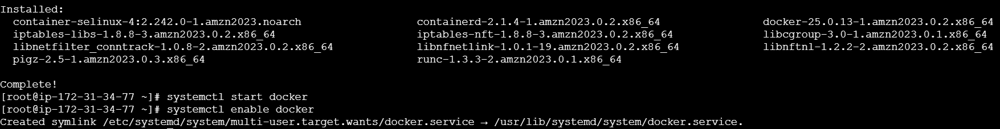 Installed:
container-selinux-4:2.242.0-1.amzn2023.noarch containerd-2.1.4-1.amzn2023.0.2.x86_64 docker-25.0.13-1.amzn2023.0.2.x86_64
iptables-libs-1.8.8-3.amzn2023.0.2.x86_64 iptables-nft-1.8.8-3.amzn2023.0.2.x86_64 libcgroup-3.0-1.amzn2023.0.1.x86_64
libnetfilter_conntrack-1.0.8-2.amzn2023.0.2.x86_64 libnfnetlink-1.0.1-19.amzn2023.0.2.x86_64 libnftnl-1.2.2-2.amzn2023.0.2.x86_64
pigz-2.5-1.amzn2023.0.3.x86_64 runc-1.3.3-2.amzn2023.0.1.x86_64
Complete!
[root@ip-172-31-34-77 ~]# systemctl start docker
[root@ip-172-31-34-77 ~]# systemctl enable docker
Created symlink /etc/systemd/system/multi-user.target.wants/docker.service → /usr/lib/systemd/system/docker.service.